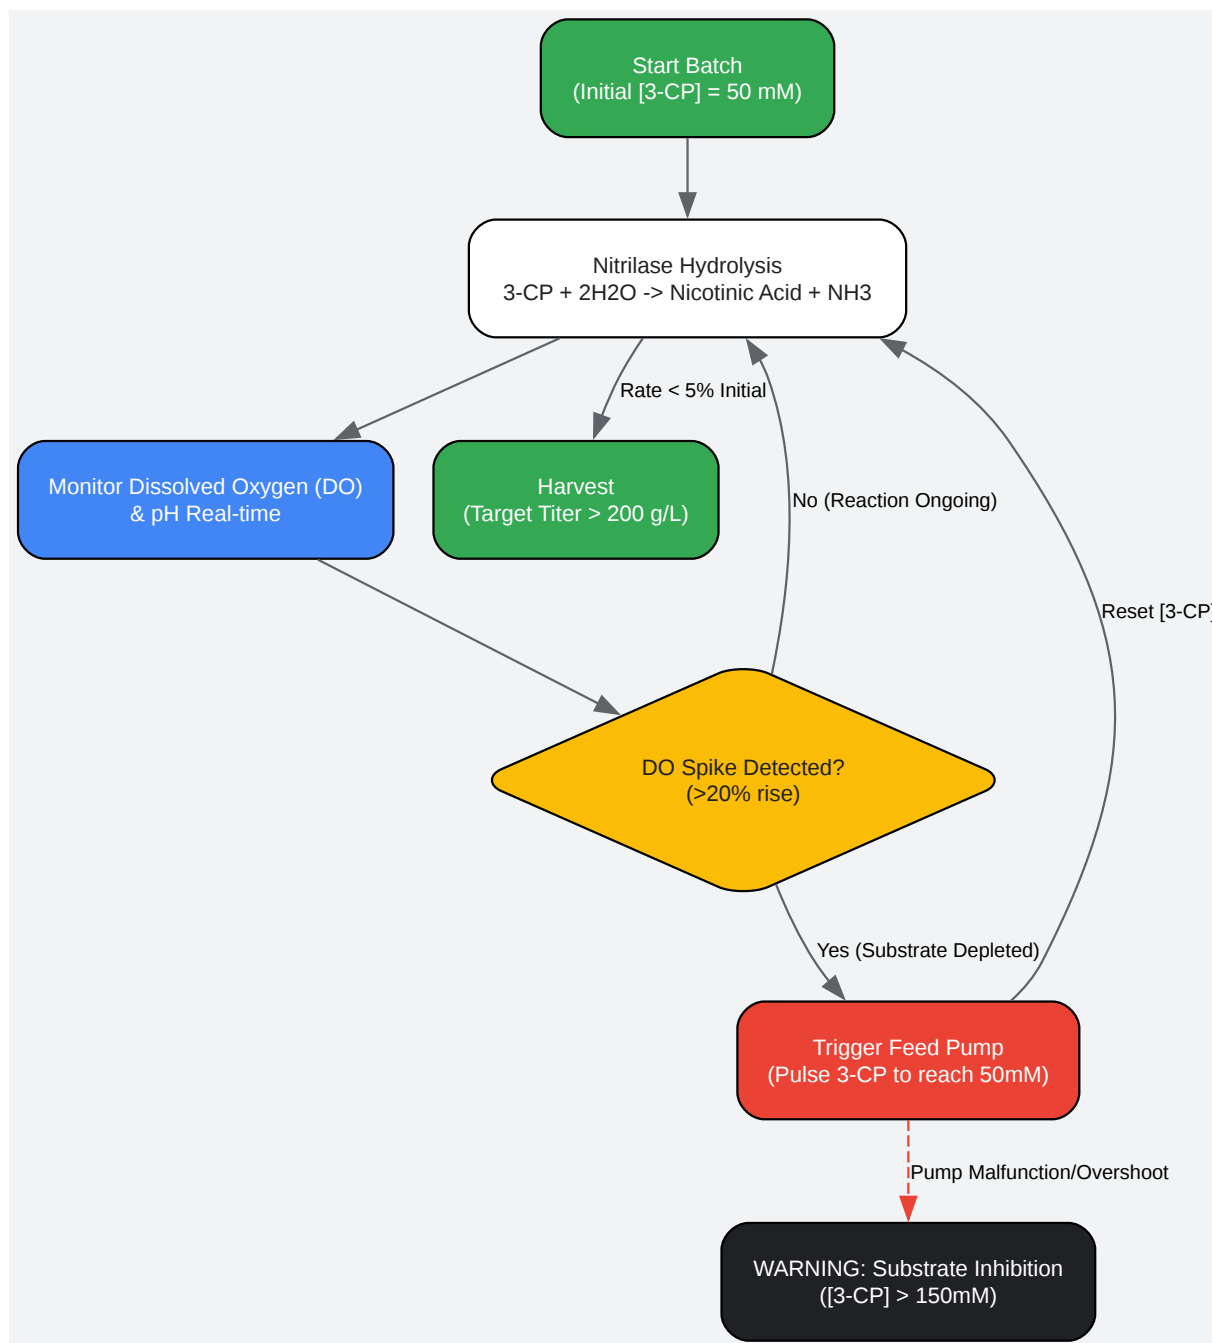 Start Batch
(Initial [3-CP] = 50 mM)
Nitrilase Hydrolysis
3-CP + 2H2O -> Nicotinic Acid + NH3
Rate < 5% Initial
Monitor Dissolved Oxygen (DO)
& pH Real-time
Harvest
(Target Titer > 200 g/L)
No (Reaction Ongoing)
Reset [3-CP]
DO Spike Detected?
(>20% rise)
Yes (Substrate Depleted)
Trigger Feed Pump
(Pulse 3-CP to reach 50mM)
Pump Malfunction/Overshoot
WARNING: Substrate Inhibition
([3-CP] > 150mM)